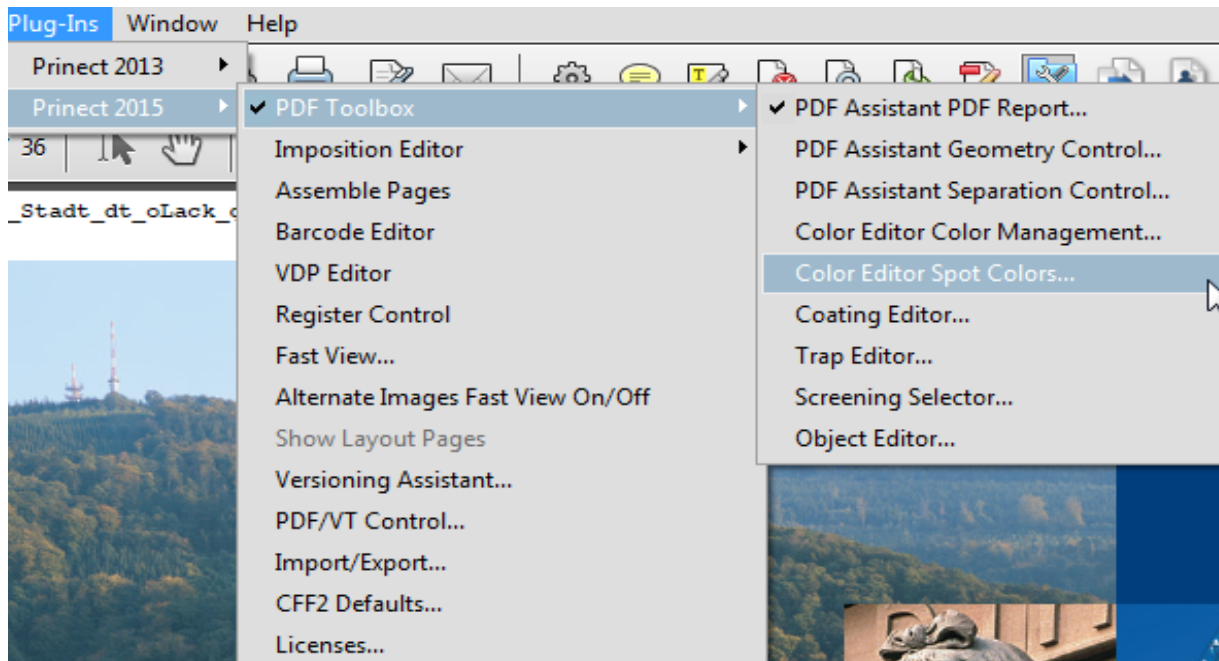 Plug-Ins Window Help
Prinect 2013
Prinect 2015
36
_Stadt_dt_oLack_
PDF Toolbox
Imposition Editor
Assemble Pages
Barcode Editor
VDP Editor
Register Control
Fast View...
Alternate Images Fast View On/Off
Show Layout Pages
Versioning Assistant...
PDF/VT Control...
Import/Export...
CFF2 Defaults...
Licenses...
PDF Assistant PDF Report...
PDF Assistant Geometry Control...
PDF Assistant Separation Control...
Color Editor Color Management...
Color Editor Spot Colors...
Coating Editor...
Trap Editor...
Screening Selector...
Object Editor...